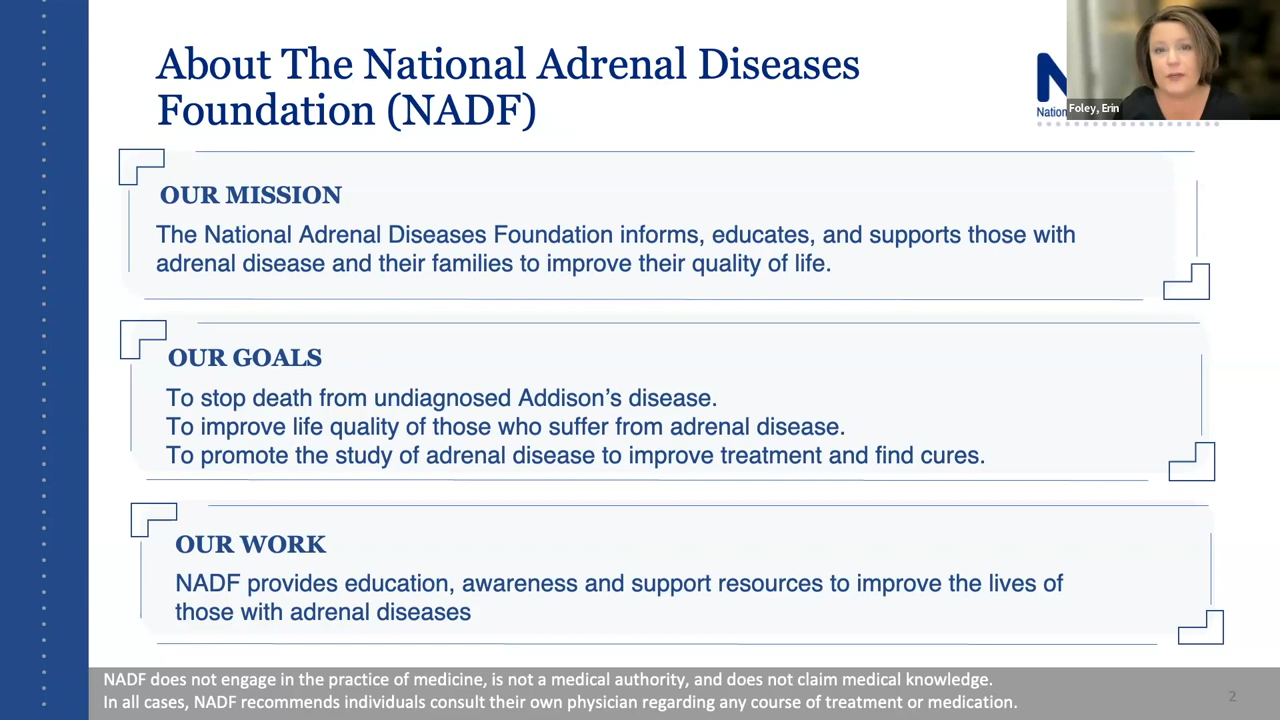 About The National Adrenal Diseases
Foundation (NADF)
N
Nation
Foley, Erin
OUR MISSION
The National Adrenal Diseases Foundation informs, educates, and supports those with
adrenal disease and their families to improve their quality of life.
OUR GOALS
To stop death from undiagnosed Addison’s disease.
To improve life quality of those who suffer from adrenal disease.
To promote the study of adrenal disease to improve treatment and find cures.
OUR WORK
NADF provides education, awareness and support resources to improve the lives of
those with adrenal diseases
NADF does not engage in the practice of medicine, is not a medical authority, and does not claim medical knowledge.
In all cases, NADF recommends individuals consult their own physician regarding any course of treatment or medication.
2